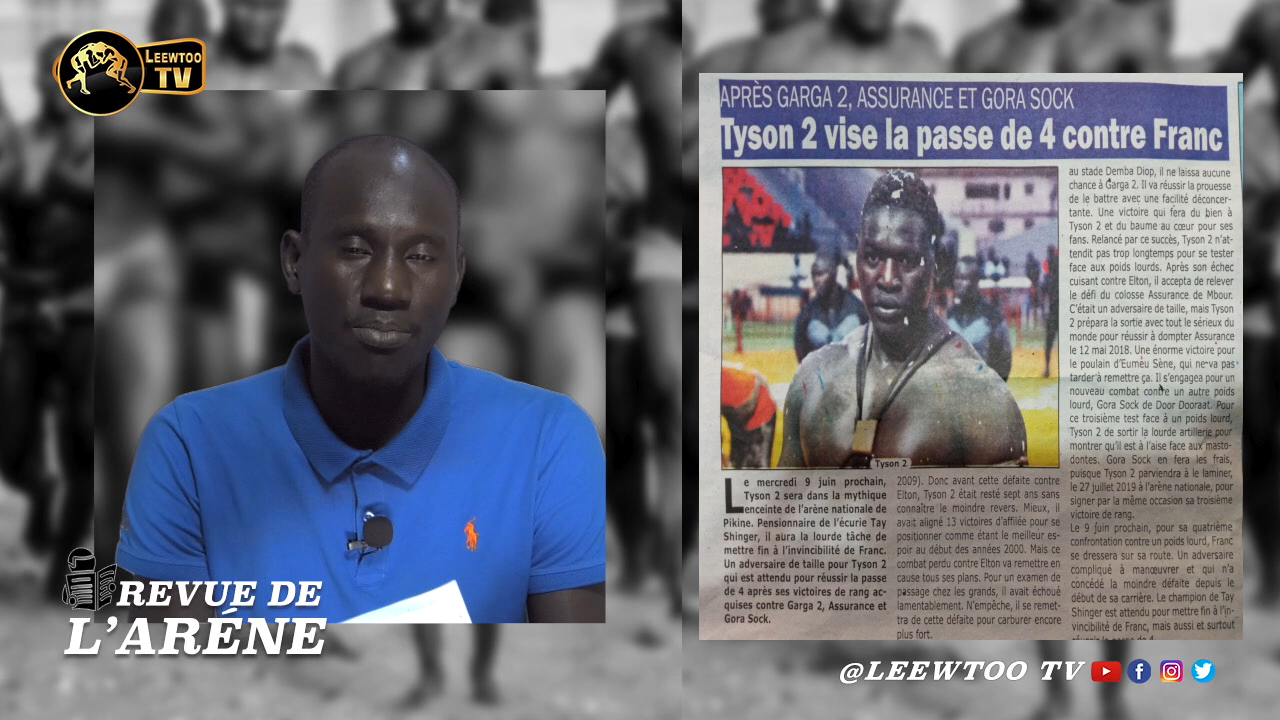 LEEWTOO
TV
APRÈS GARGA 2, ASSURANCE ET GORA SOCK
Tyson 2 vise la passe de 4 contre Franc
Tyson 2
Le mercredi 9 juin prochain,
Tyson 2 sera dans la mythique
enceinte de l'arène nationale de
Pikine. Pensionnaire de l'écurie Tay
Shinger, il aura la lourde tâche de
mettre fin à l'invincibilité de Franc.
Un adversaire de taille pour Tyson 2
qui est attendu pour réussir la passe
de 4 après ses victoires de rang ac-
quises contre Garga 2, Assurance et
Gora Sock.
2009). Donc avant cette défaite contre
Elton, Tyson 2 était resté sept ans sans
connaître le moindre revers. Mieux, il
avait aligné 13 victoires d'affilée pour se
positionner comme étant le meilleur es-
poir au début des années 2000. Mais ce
combat perdu contre Elton va remettre en
cause tous ses plans. Pour un examen de
passage chez les grands, il avait échoué
lamentablement. N'empêche, il se remet-
tra de cette défaite pour carburer encore
plus fort.
au stade Demba Diop, il ne laissa aucune
chance à Garga 2. Il va réussir la prouesse
de le battre avec une facilité déconcer-
tante. Une victoire qui fera du bien à
Tyson 2 et du baume au cœur pour ses
fans. Relancé par ce succès, Tyson 2 n'at-
tendit pas trop longtemps pour se tester
face aux poids lourds. Après son échec
cuisant contre Elton, il accepta de relever
le défi du colosse Assurance de Mbour.
C'était un adversaire de taille, mais Tyson
2 prépara la sortie avec tout le sérieux du
monde pour réussir à dompter Assurance
le 12 mai 2018. Une énorme victoire pour
le poulain d'Euméu Sène, qui ne va pas
tarder à remettre ça. Il s'engagea pour un
nouveau combat contre un autre poids
lourd, Gora Sock de Door Dooraat. Pour
ce troisième test face à un poids lourd,
Tyson 2 de sortir la lourde artillerie pour
montrer qu'il est à l'aise face aux masto-
dontes. Gora Sock en fera les frais,
puisque Tyson 2 parviendra à le laminer,
le 27 juillet 2019 à l'arène nationale, pour
signer par la même occasion sa troisième
victoire de rang.
Le 9 juin prochain, pour sa quatrième
confrontation contre un poids lourd, Franc
se dressera sur sa route. Un adversaire
compliqué à manœuvrer et qui n'a
concédé la moindre défaite depuis le
début de sa carrière. Le champion de Tay
Shinger est attendu pour mettre fin à l'in-
vincibilité de Franc, mais aussi et surtout
REVUE DE
L'ARÉNE
@LEEWTOO TV